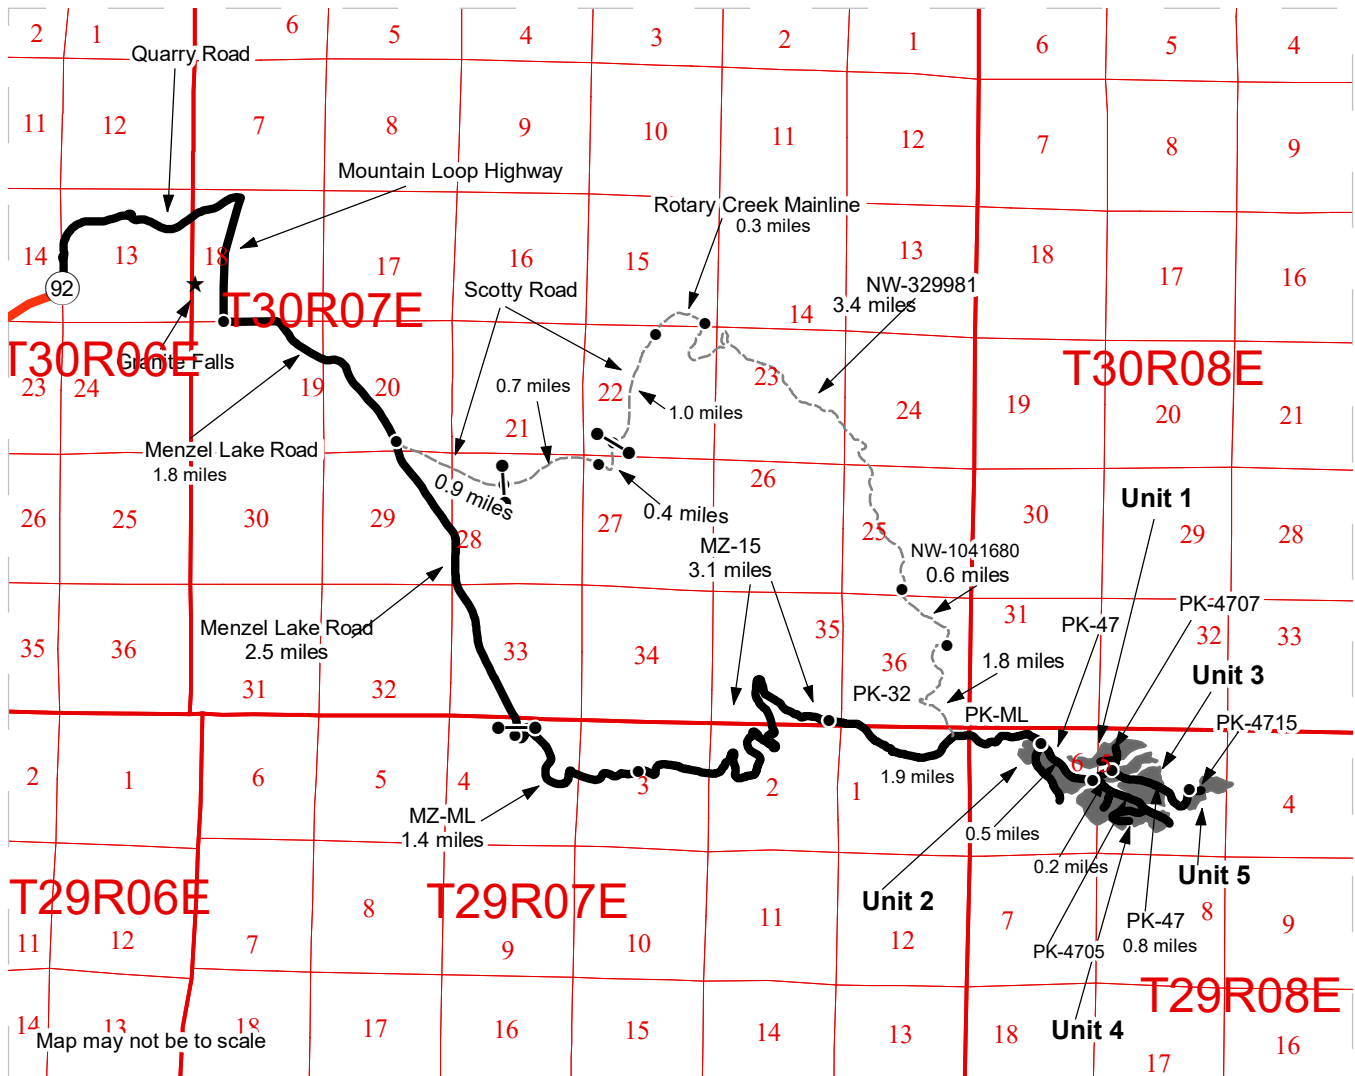 2 1 6 5 4 3 2 1 6 5 4
Quarry Road
11 12 7 8 9 10 11 12 7 8 9
Mountain Loop Highway
Rotary Creek Mainline
0.3 miles
14 13 18 17 16 15 13 18 17 16
92
Scotty Road
NW-329981
3.4 miles
14
T30R07E
T30R06E
Granite Falls
T30R08E
23 24 19 20 22 23 24 19 20 21
0.7 miles
1.0 miles
21
Menzel Lake Road
1.8 miles
0.9 miles
26
0.4 miles
Unit 1
26 25 30 29 28 27 25 30 29 28
MZ-15
3.1 miles
NW-1041680
0.6 miles
PK-4707
31
PK-47
Menzel Lake Road
2.5 miles
35 36 33 34 35 32 33
36
1.8 miles
Unit 3
31 32
PK-32
PK-ML
PK-4715
6 5
2 1 6 5 4 3 2 1 4
1.9 miles
MZ-ML
1.4 miles
0.5 miles
0.2 miles
Unit 5
Unit 2
T29R06E
T29R07E
8 11 7 8 9
PK-47
0.8 miles
11 12 7 9 10 12
PK-4705
T29R08E
14 13 18 17 16 15 14 13 18 17 16
Unit 4
Map may not be to scale